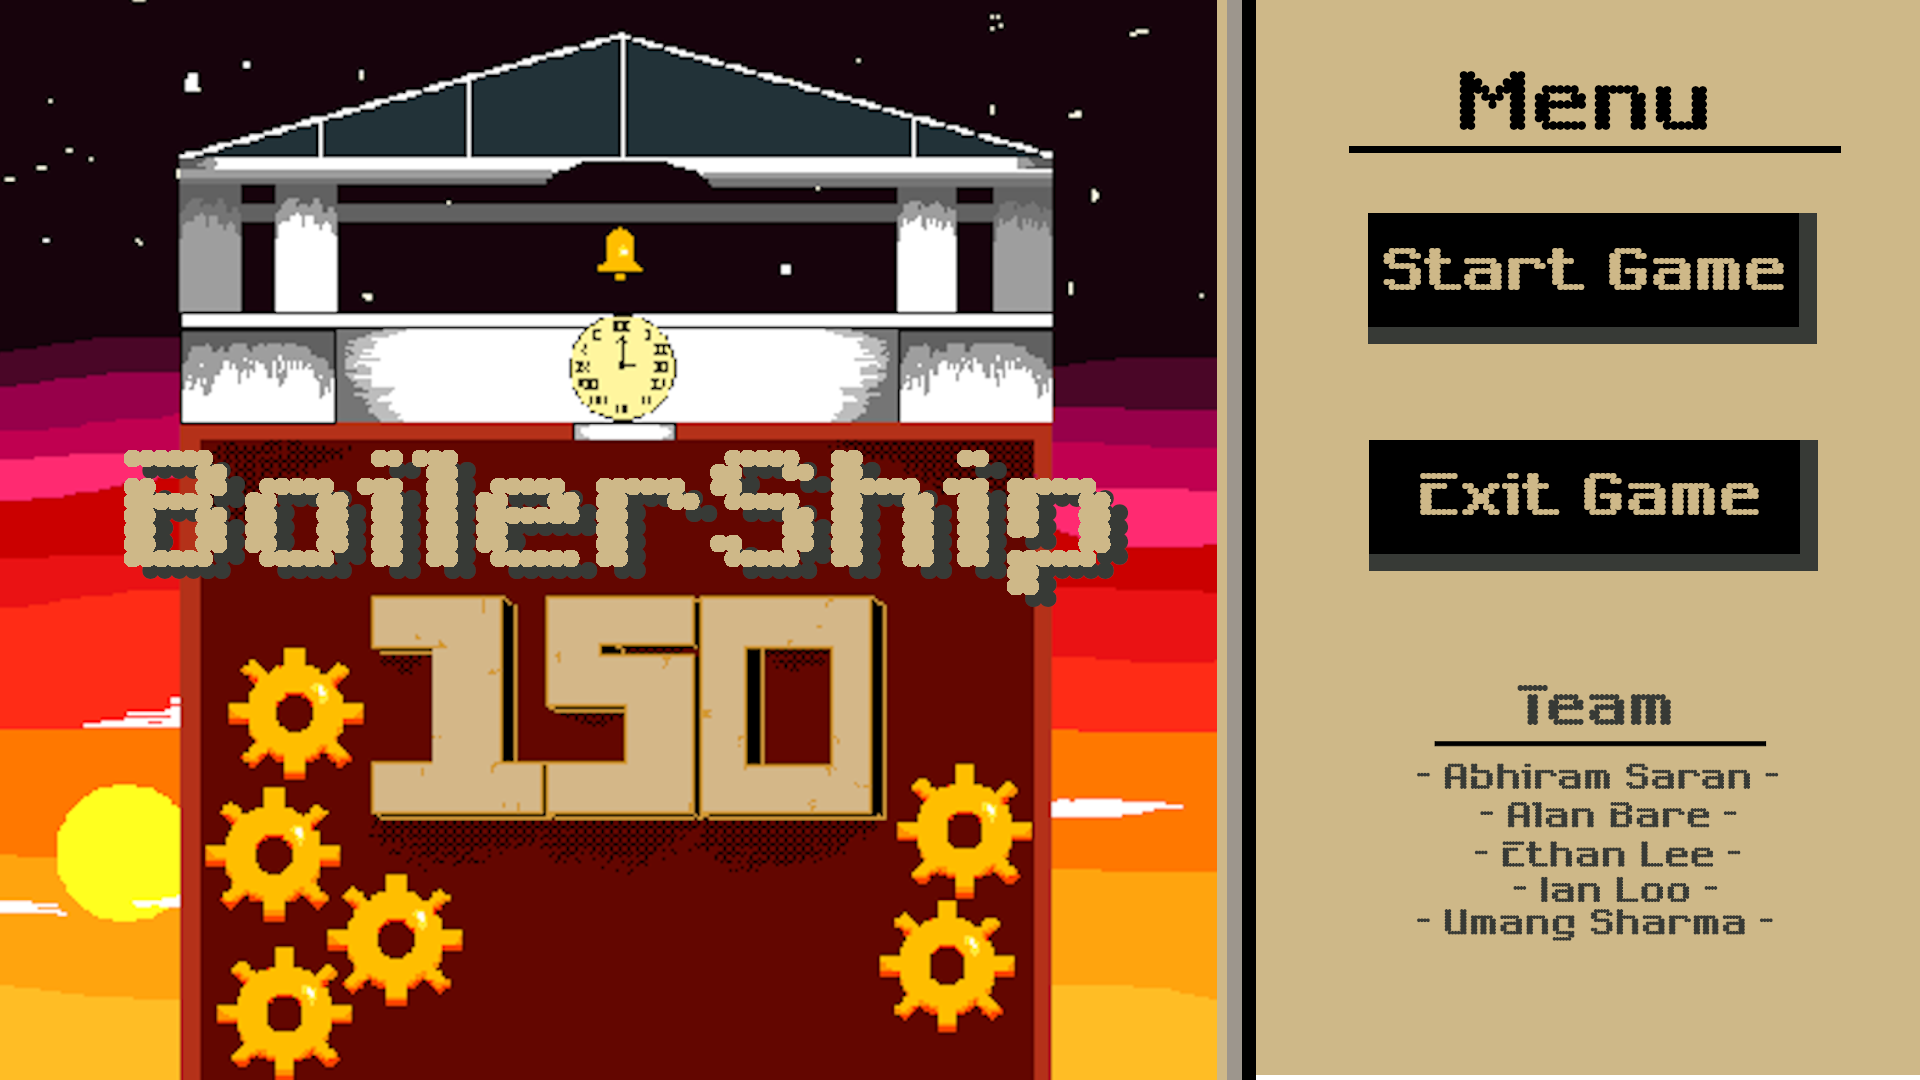 BoilerShip
150
Menu
Start Game
Exit Game
Team
- Abhiram Saran -
- Alan Bare -
- Ethan Lee -
- Ian Loo -
- Umang Sharma -